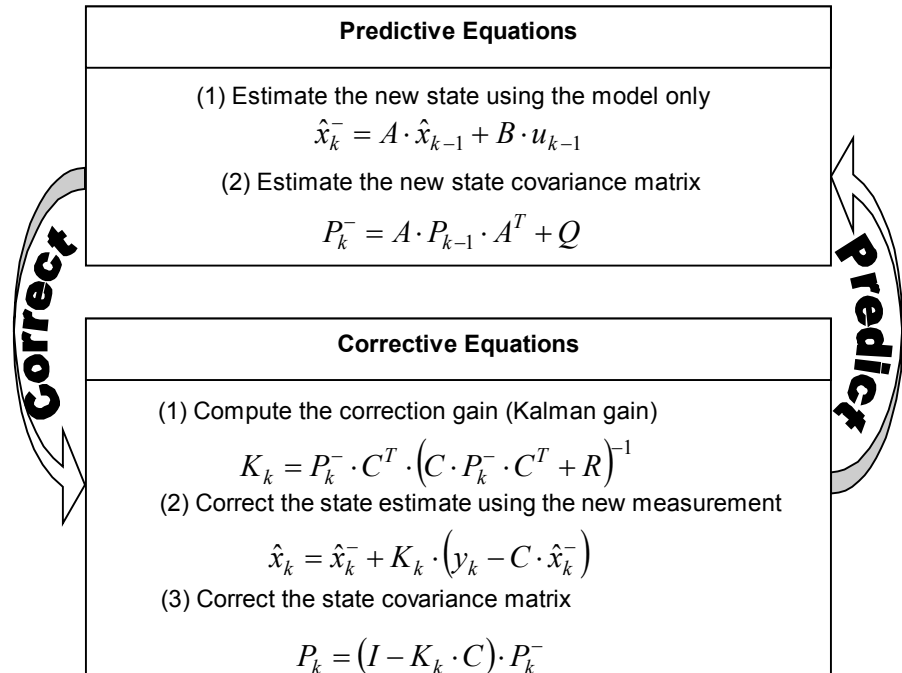 Predictive Equations
(1) Estimate the new state using the model only
x̂ₖ⁻ = A · x̂ₖ₋₁ + B · uₖ₋₁
(2) Estimate the new state covariance matrix
Pₖ⁻ = A · Pₖ₋₁ · Aᵀ + Q
Correct
Predict
Corrective Equations
(1) Compute the correction gain (Kalman gain)
Kₖ = Pₖ⁻ · Cᵀ · (C · Pₖ⁻ · Cᵀ + R)⁻¹
(2) Correct the state estimate using the new measurement
x̂ₖ = x̂ₖ⁻ + Kₖ · (yₖ − C · x̂ₖ⁻)
(3) Correct the state covariance matrix
Pₖ = (I − Kₖ · C) · Pₖ⁻